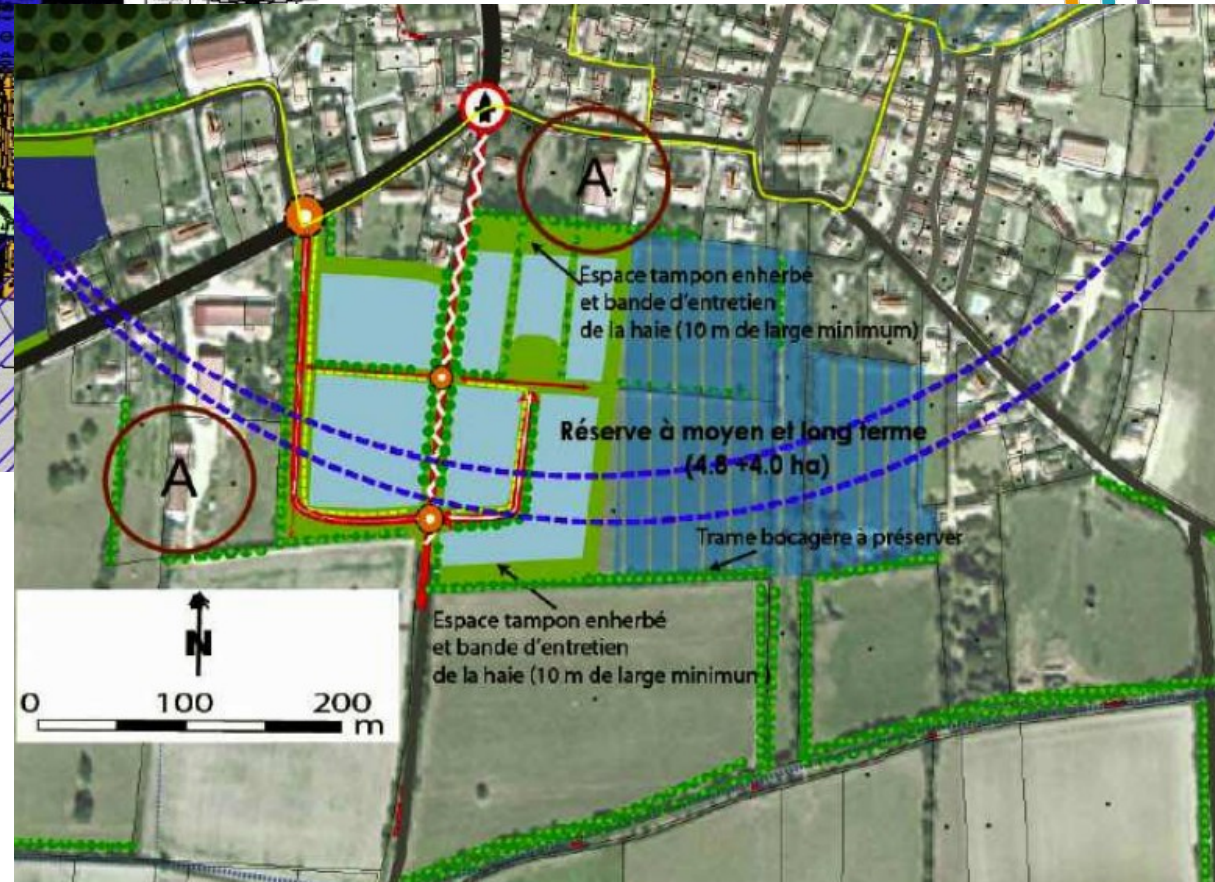 A
Espace tampon enherbé
et bande d'entretien
de la haie (10 m de large minimum)
Réserve à moyen et long terme
(4.8 +4.0 ha)
A
Trame bocagère à préserver
Espace tampon enherbé
et bande d'entretien
de la haie (10 m de large minimun )
N
0 100 200
m